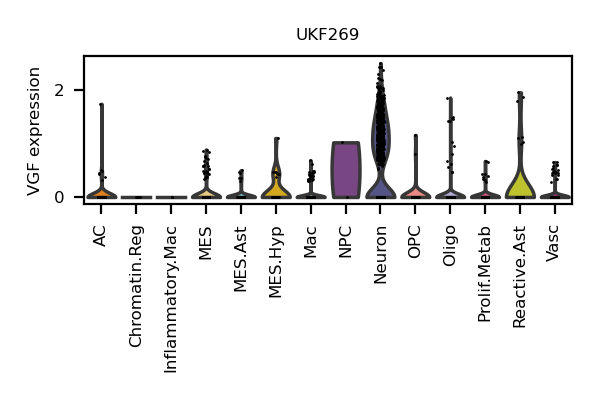 UKF269
VGF expression
2
0
AC
Chromatin.Reg
Inflammatory.Mac
MES
MES.Ast
MES.Hyp
Mac
NPC
Neuron
OPC
Oligo
Prolif.Metab
Reactive.Ast
Vasc